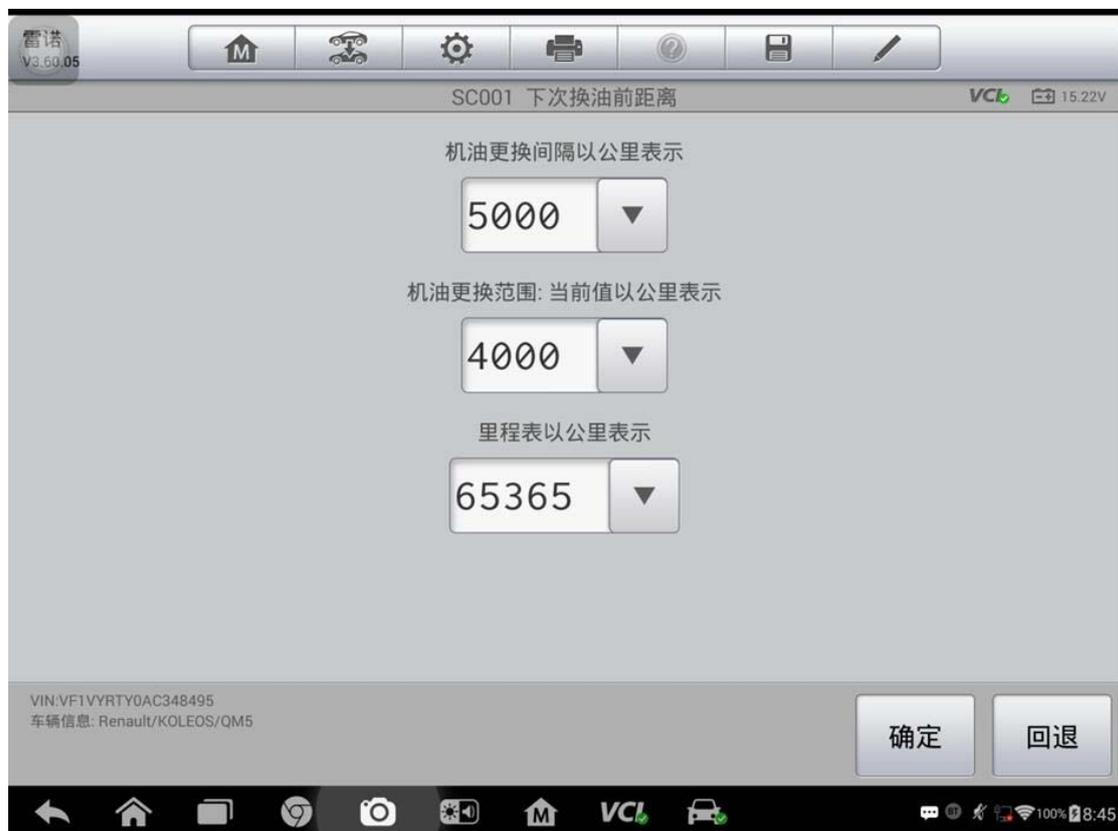 雷诺
V3.60.05
M
SC001 下次换油前距离
VCI
15.22V
机油更换间隔以公里表示
5000
机油更换范围: 当前值以公里表示
4000
里程表以公里表示
65365
VIN:VF1VYRTY0AC348495
车辆信息: Renault/KOLEOS/QM5
确定
回退
M
VCI
BT
100%
8:45